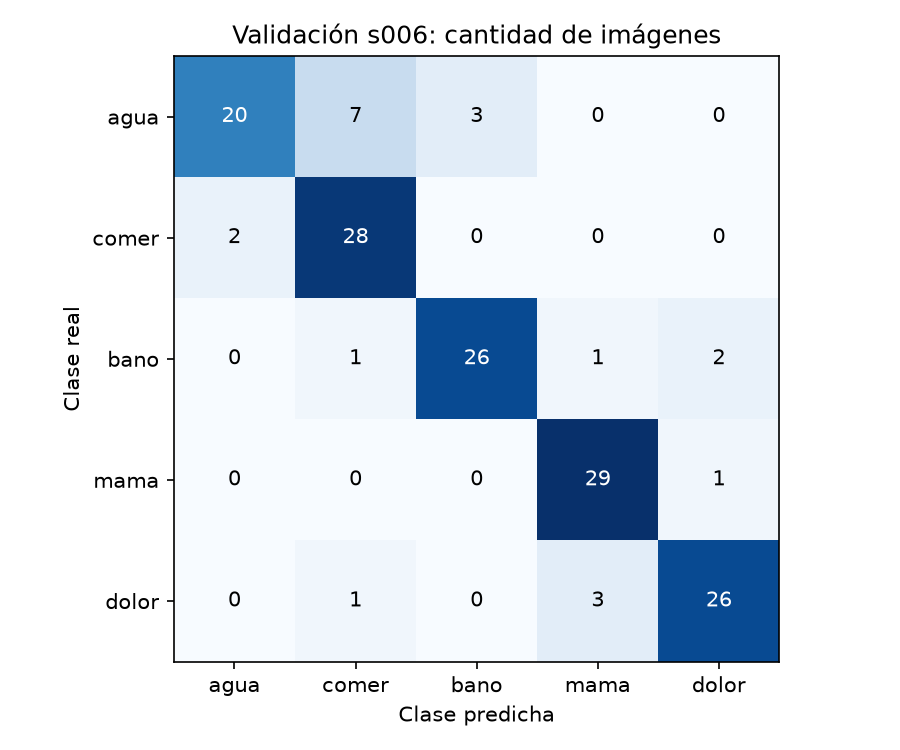 Validación s006: cantidad de imágenes
agua 20 7 3 0 0
comer 2 28 0 0 0
bano 0 1 26 1 2
mama 0 0 0 29 1
dolor 0 1 0 3 26
agua comer bano mama dolor
Clase predicha
Clase real